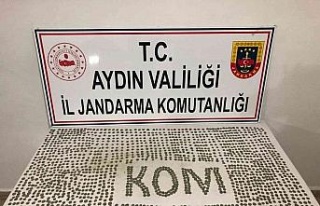 T.C.
AYDIN VALİLİĞİ
İL JANDARMA KOMUTANLIĞI
KOM